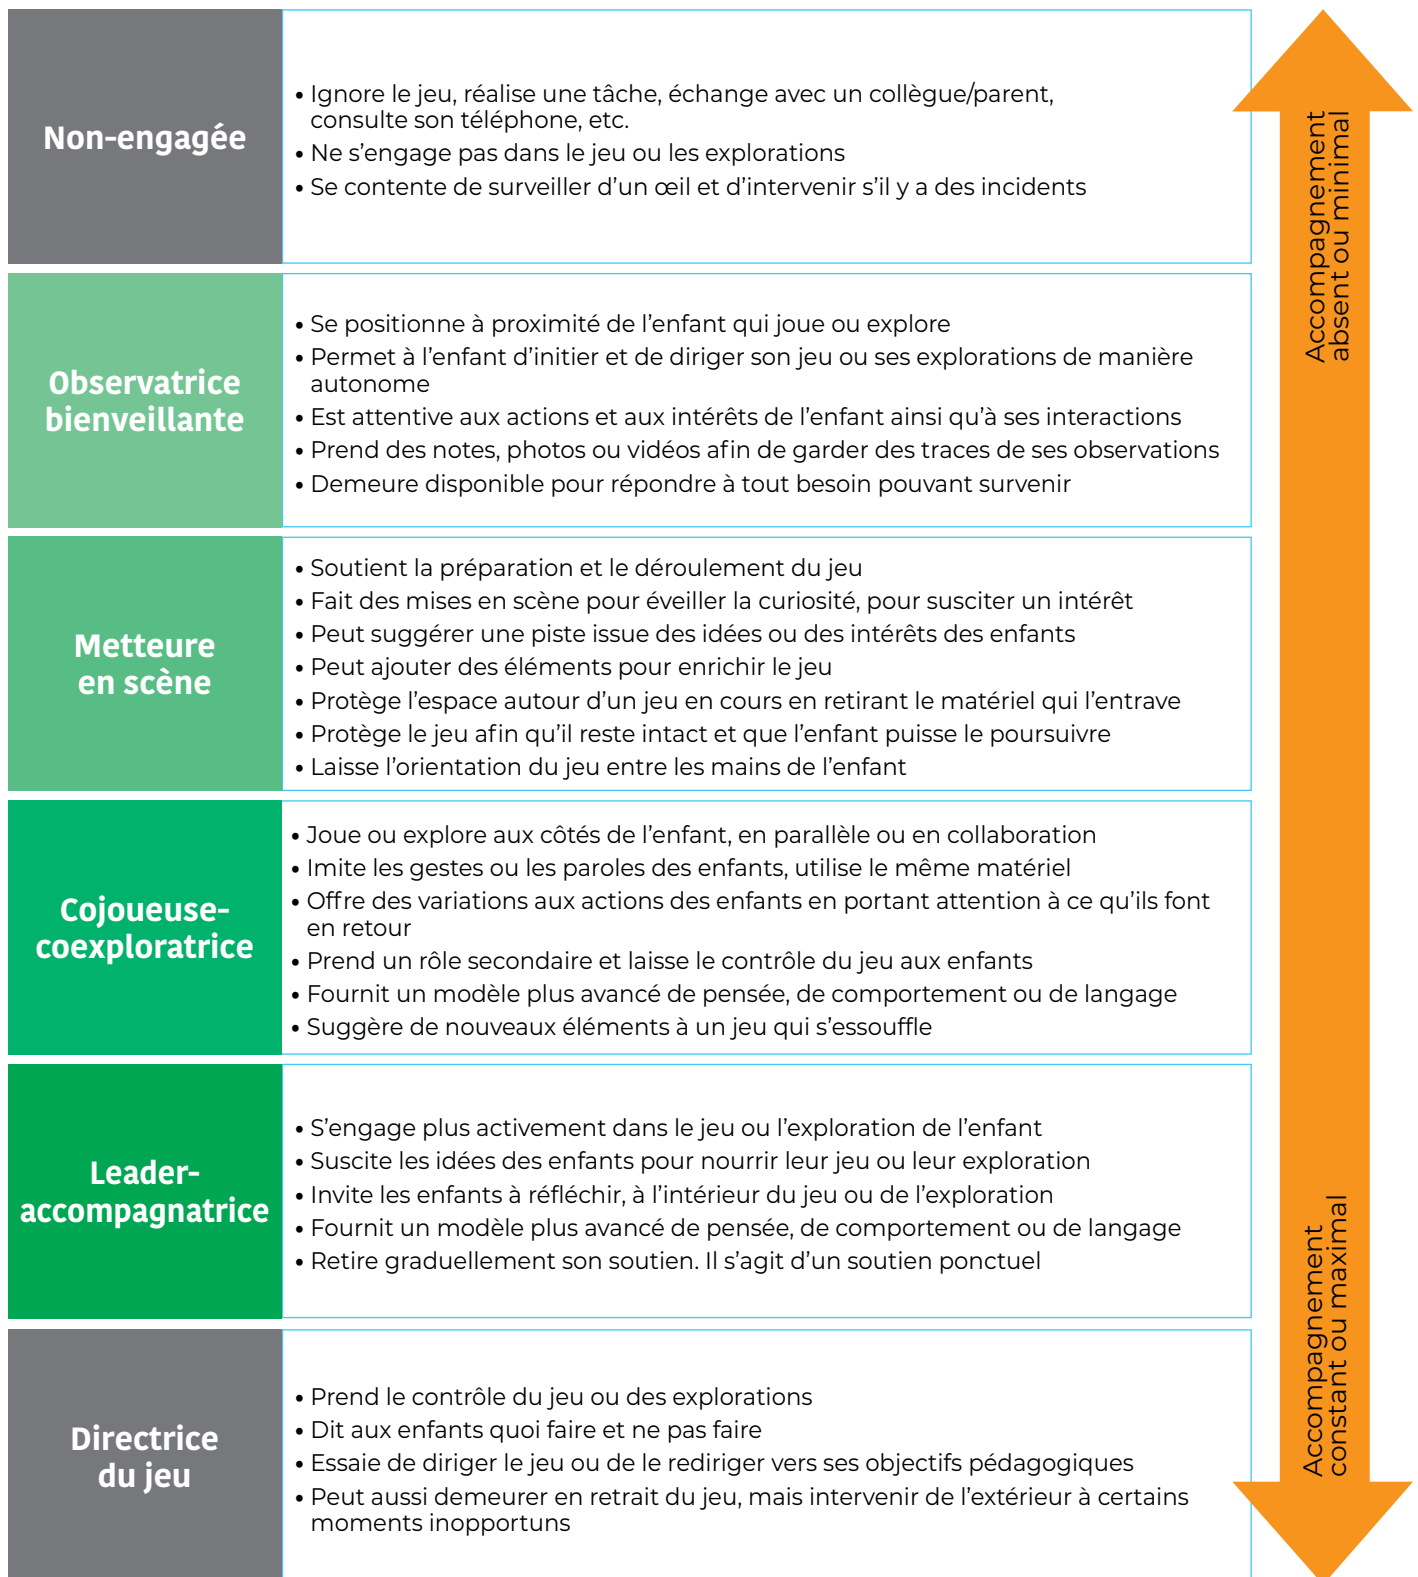 Non-engagée
• Ignore le jeu, réalise une tâche, échange avec un collègue/parent,
consulte son téléphone, etc.
• Ne s’engage pas dans le jeu ou les explorations
• Se contente de surveiller d’un œil et d’intervenir s’il y a des incidents
Accompagnement
absent ou minimal
Observatrice
bienveillante
• Se positionne à proximité de l’enfant qui joue ou explore
• Permet à l’enfant d’initier et de diriger son jeu ou ses explorations de manière
autonome
• Est attentive aux actions et aux intérêts de l’enfant ainsi qu’à ses interactions
• Prend des notes, photos ou vidéos afin de garder des traces de ses observations
• Demeure disponible pour répondre à tout besoin pouvant survenir
Metteure
en scène
• Soutient la préparation et le déroulement du jeu
• Fait des mises en scène pour éveiller la curiosité, pour susciter un intérêt
• Peut suggérer une piste issue des idées ou des intérêts des enfants
• Peut ajouter des éléments pour enrichir le jeu
• Protège l’espace autour d’un jeu en cours en retirant le matériel qui l’entrave
• Protège le jeu afin qu’il reste intact et que l’enfant puisse le poursuivre
• Laisse l’orientation du jeu entre les mains de l’enfant
Cojoueuse-
coexploratrice
• Joue ou explore aux côtés de l’enfant, en parallèle ou en collaboration
• Imite les gestes ou les paroles des enfants, utilise le même matériel
• Offre des variations aux actions des enfants en portant attention à ce qu’ils font
en retour
• Prend un rôle secondaire et laisse le contrôle du jeu aux enfants
• Fournit un modèle plus avancé de pensée, de comportement ou de langage
• Suggère de nouveaux éléments à un jeu qui s’essouffle
Leader-
accompagnatrice
• S’engage plus activement dans le jeu ou l’exploration de l’enfant
• Suscite les idées des enfants pour nourrir leur jeu ou leur exploration
• Invite les enfants à réfléchir, à l’intérieur du jeu ou de l’exploration
• Fournit un modèle plus avancé de pensée, de comportement ou de langage
• Retire graduellement son soutien. Il s’agit d’un soutien ponctuel
Accompagnement
constant ou maximal
Directrice
du jeu
• Prend le contrôle du jeu ou des explorations
• Dit aux enfants quoi faire et ne pas faire
• Essaie de diriger le jeu ou de le rediriger vers ses objectifs pédagogiques
• Peut aussi demeurer en retrait du jeu, mais intervenir de l’extérieur à certains
moments inopportuns